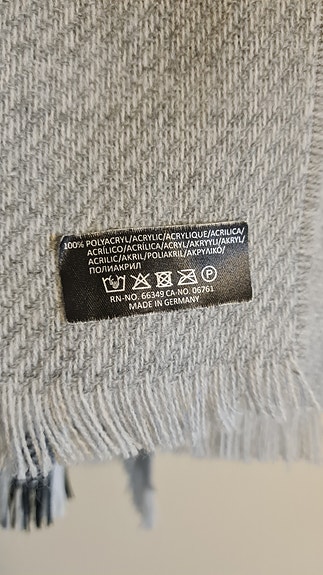 100% POLYACRYL/ACRYLIC/ACRYLIQUE/ACRILICA/
ACRÍLICO/ACRÍLICA/ACRYL/AKRYYLI/AKRYL/
ACRILIC/AKRIL/POLIAKRIL/ΑΚΡΥΛΙΚΌ/
ПОЛИАКРИЛ
P
RN-NO. 66349 CA-NO. 06761
MADE IN GERMANY